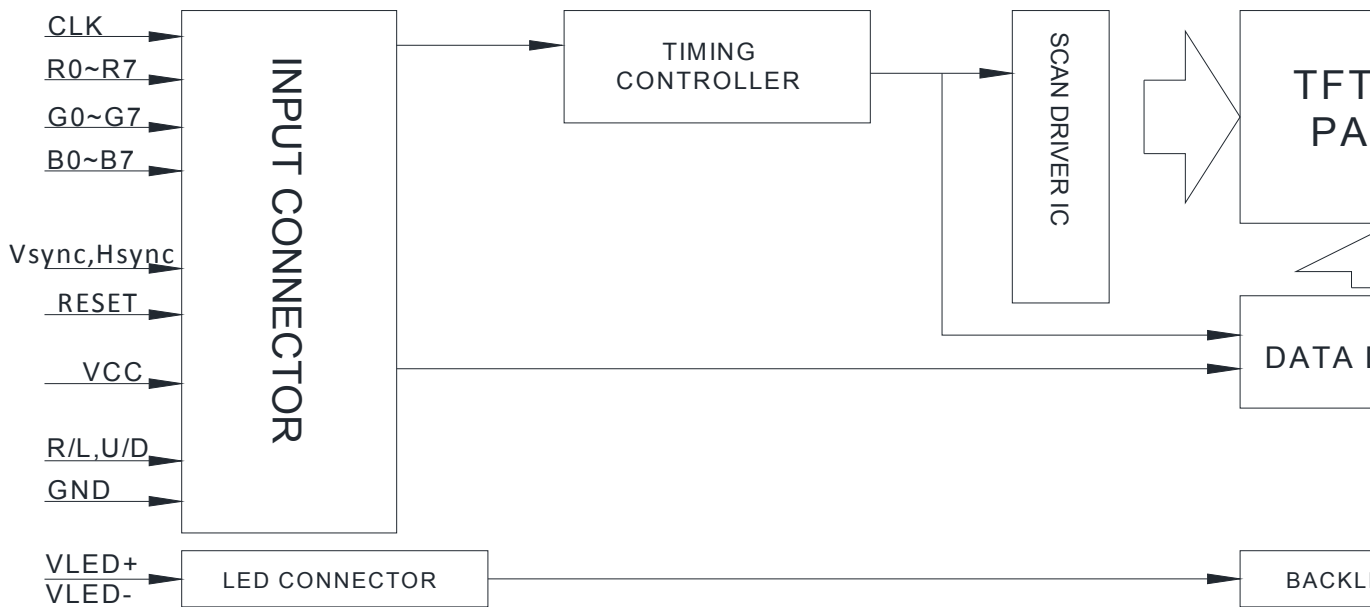 CLK
R0~R7
G0~G7
B0~B7
Vsync,Hsync
RESET
VCC
R/L,U/D
GND
INPUT CONNECTOR
TIMING
CONTROLLER
SCAN DRIVER IC
TFT
PA
DATA
VLED+
VLED-
LED CONNECTOR
BACKL